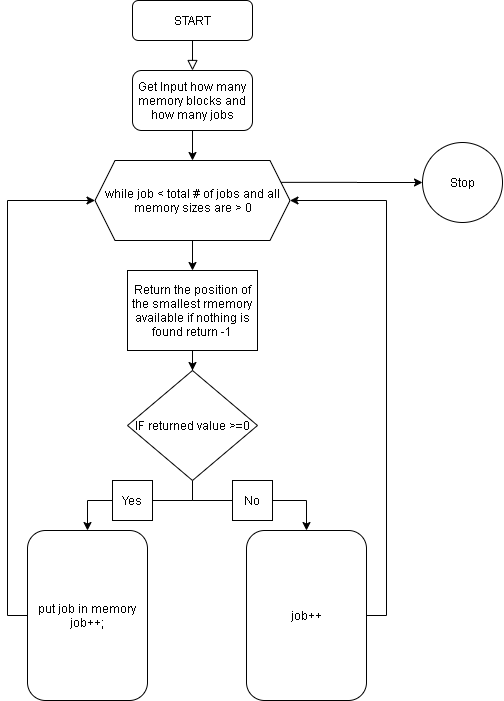 START
Get Input how many
memory blocks and
how many jobs
while job < total # of jobs and all
memory sizes are > 0
Stop
Return the position of
the smallest rmemory
available if nothing is
found return -1
IF returned value >=0
Yes
No
put job in memory
job++;
job++